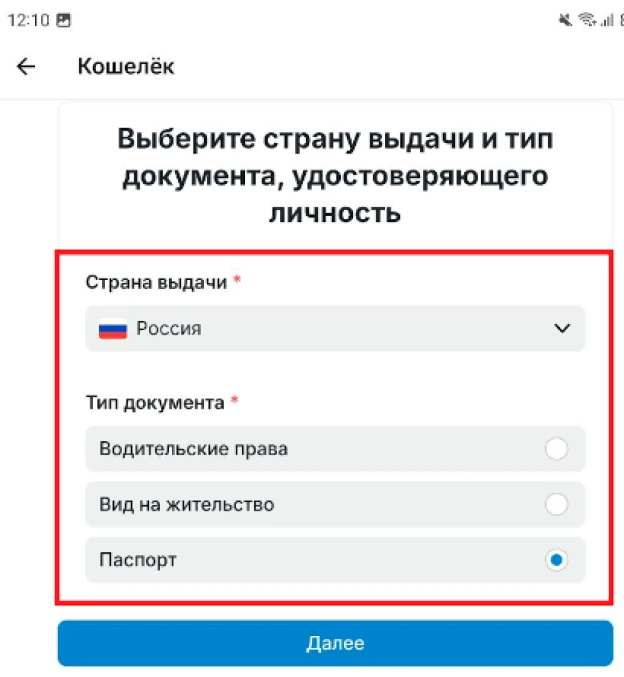 12:10
Кошелёк
Выберите страну выдачи и тип
документа, удостоверяющего
личность
Страна выдачи *
Россия
Тип документа *
Водительские права
Вид на жительство
Паспорт
Далее